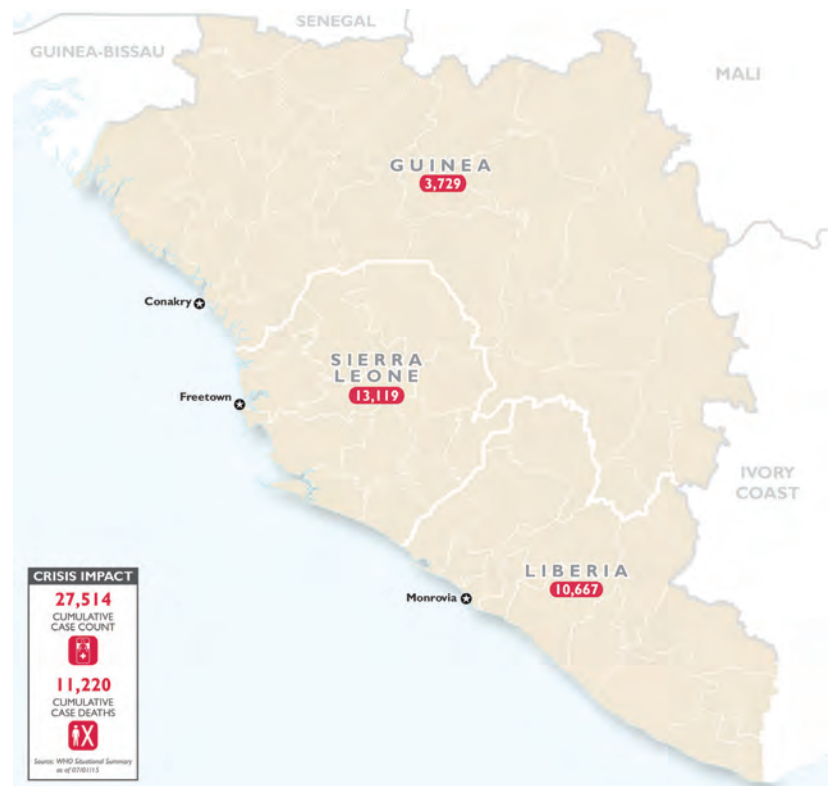 SENEGAL
GUINEA-BISSAU
MALI
GUINEA
3,729
Conakry
SIERRA
LEONE
13,119
Freetown
IVORY
COAST
LIBERIA
10,667
Monrovia
CRISIS IMPACT
27,514
CUMULATIVE
CASE COUNT
11,220
CUMULATIVE
CASE DEATHS
Source: WHO Situational Summary
as of 07/01/15